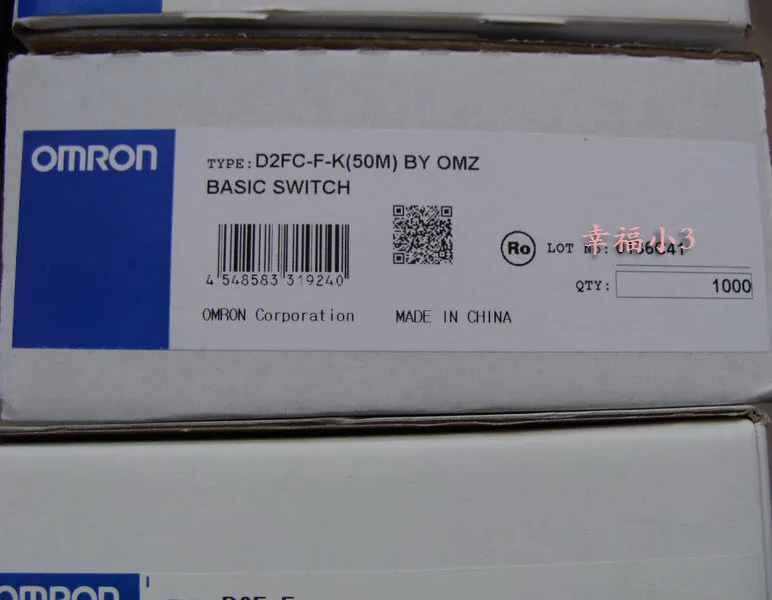 OMRON
TYPE: D2FC-F-K(50M) BY OMZ
BASIC SWITCH
4 548583 319240
Ro
LOT
幸福小3
QTY: 1000
OMRON Corporation MADE IN CHINA
OMRON